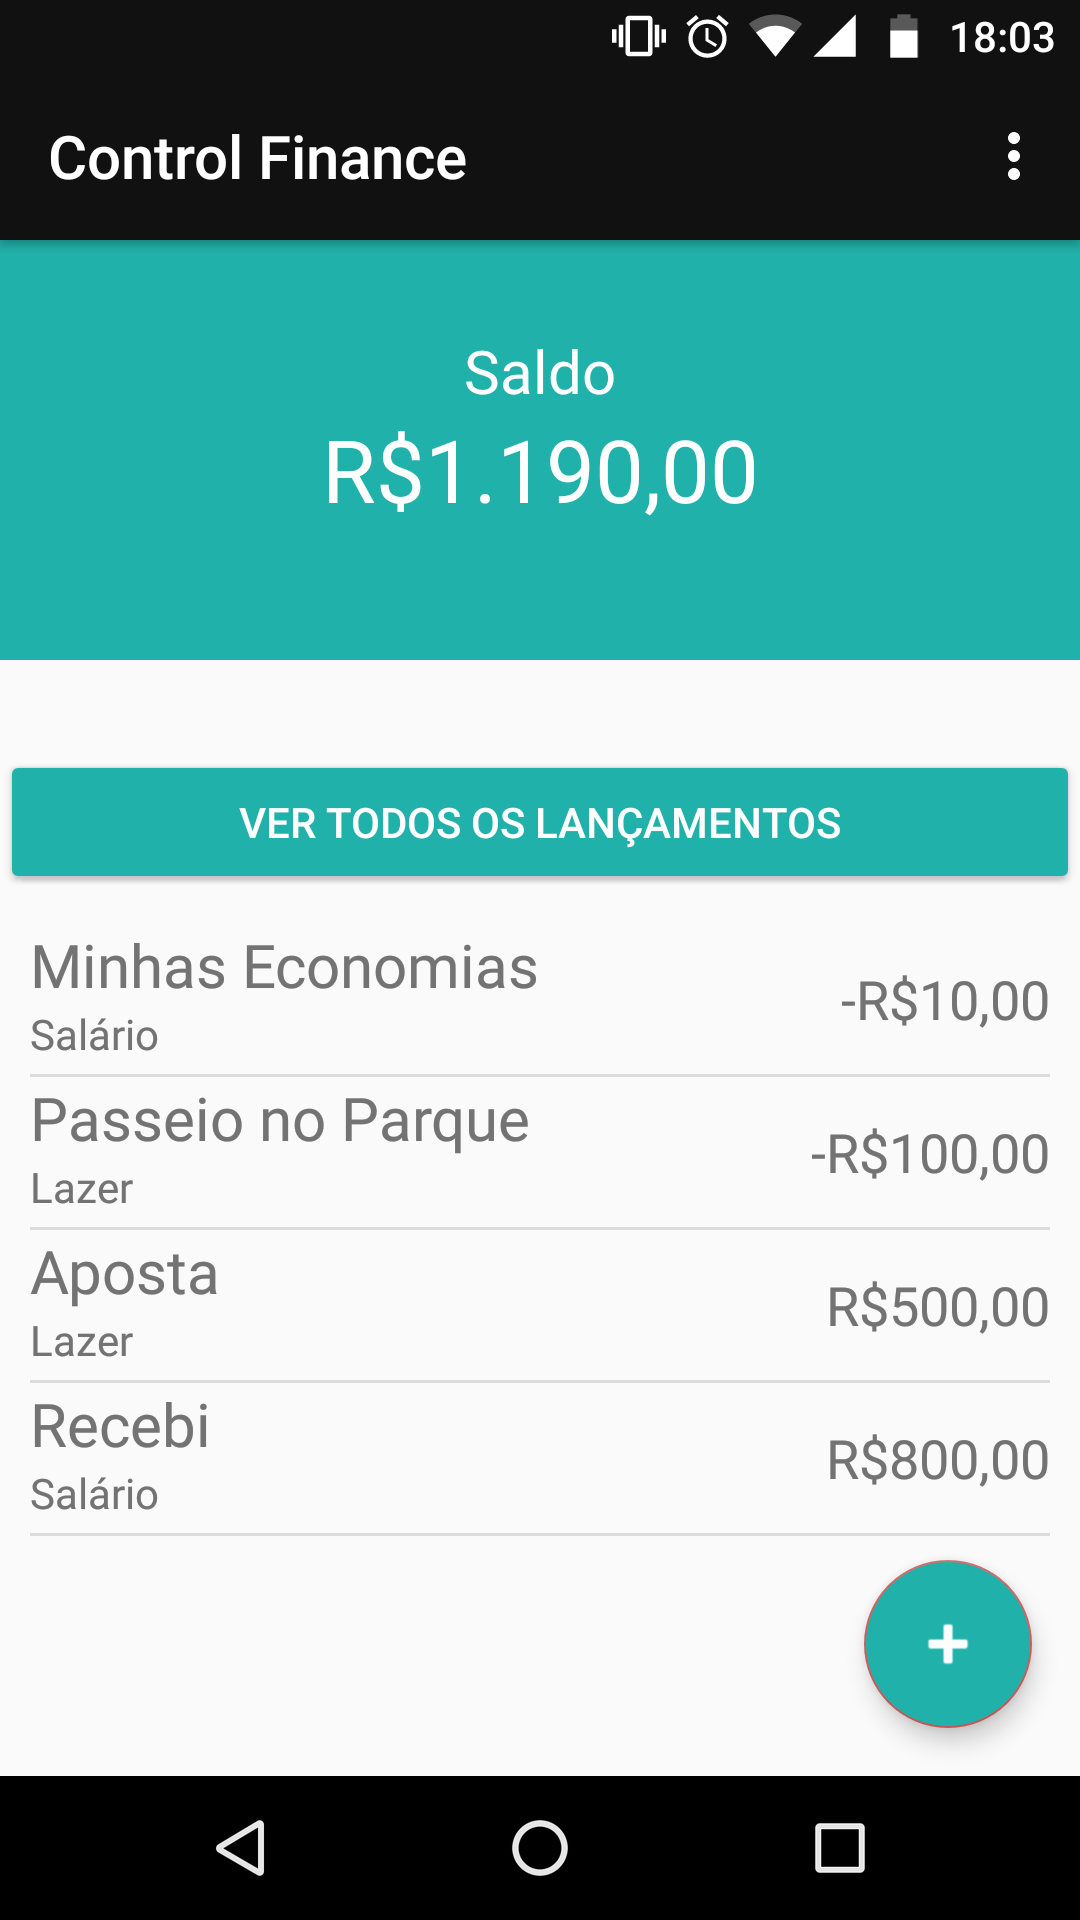 18:03
Control Finance
Saldo
R$1.190,00
VER TODOS OS LANÇAMENTOS
Minhas Economias
-R$10,00
Salário
Passeio no Parque
-R$100,00
Lazer
Aposta
R$500,00
Lazer
Recebi
R$800,00
Salário